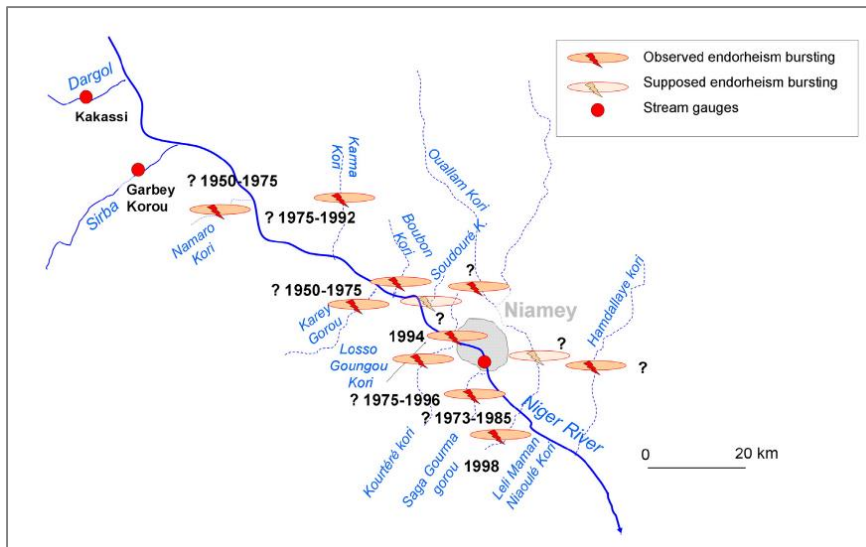 Observed endorheism bursting
Supposed endorheism bursting
Stream gauges
Dargol
Kakassi
Garbey
Korou
Sirba
? 1950-1975
Namaro
Kori
? 1975-1992
Karma
Kori
Ouallam Kori
Boubon
Kori
Soudouré K.
?
? 1950-1975
Karey
Gorou
?
Niamey
Hamdallaye kori
1994
?
Losso
Goungou
Kori
?
? 1975-1996
? 1973-1985
Niger River
Kourtéré kori
Saga Gourma
gorou
1998
Leli Maman
Niaoulé Kori
0 20 km